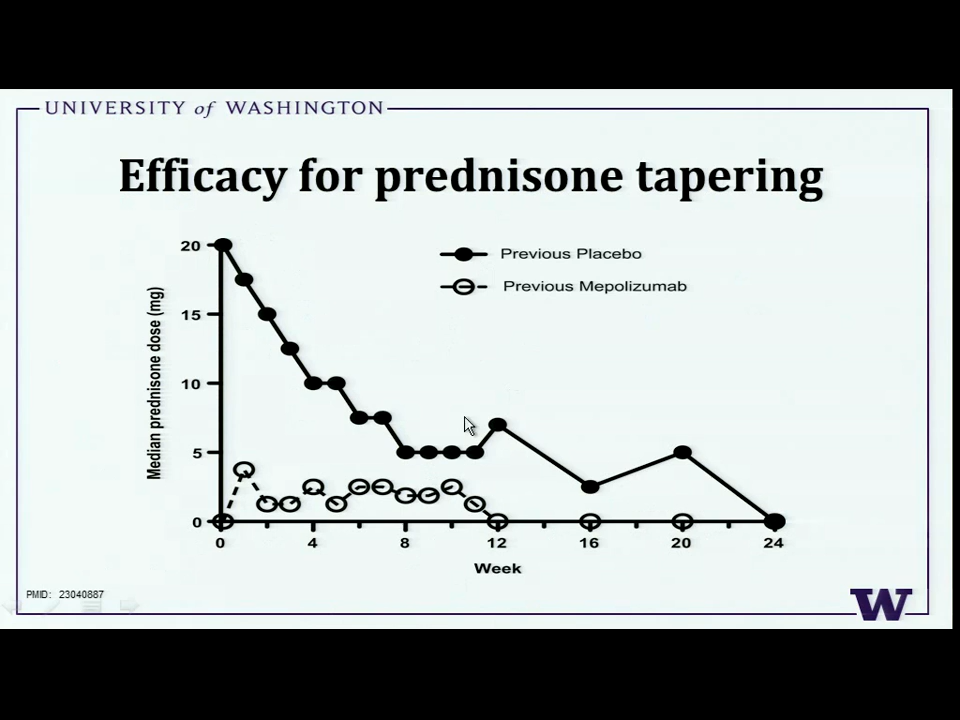 UNIVERSITY of WASHINGTON
Efficacy for prednisone tapering
Previous Placebo
Previous Mepolizumab
Median prednisone dose (mg)
20
15
10
5
0
0 4 8 12 16 20 24
Week
PMID: 23040887
W